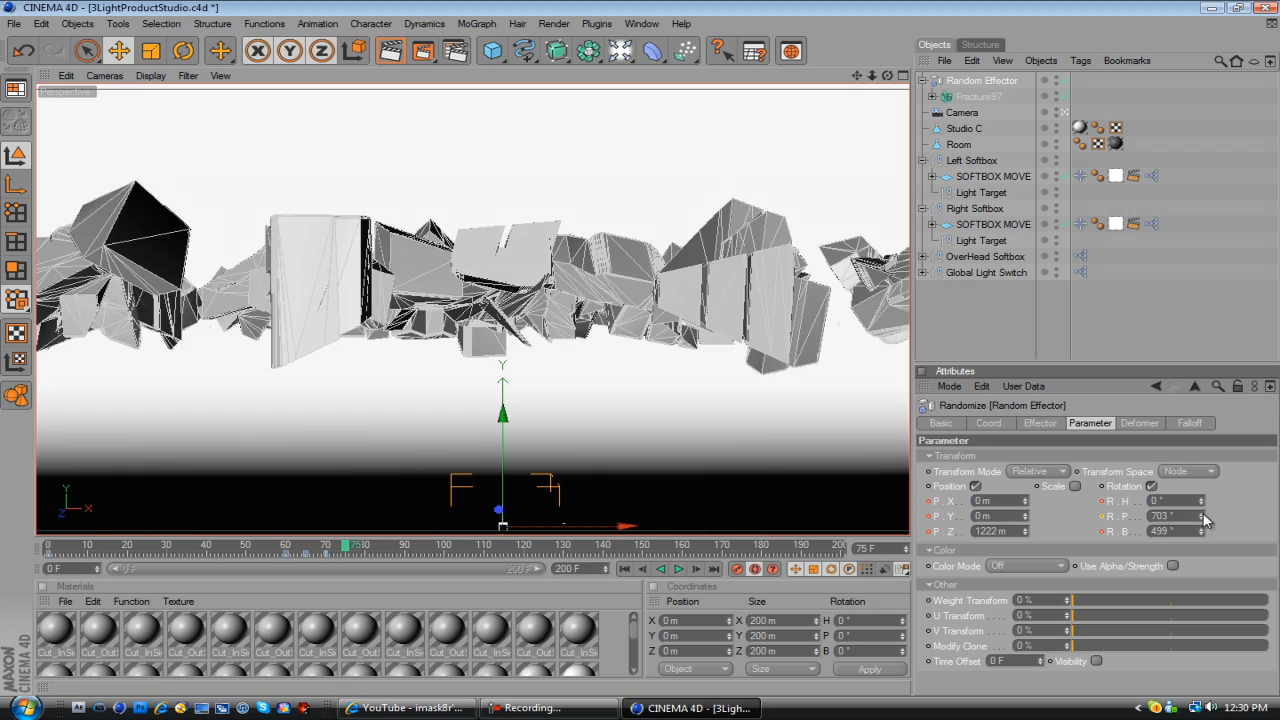 CINEMA 4D - [3LightProductStudio.c4d *]
File Edit Objects Tools Selection Structure Functions Animation Character Dynamics MoGraph Hair Render Plugins Window Help
Edit Cameras Display Filter View
Perspective
Y
Y
X
Z
0 10 20 30 40 50 60 70 75 80 90 100 110 120 130 140 150 160 170 180 190 200
75 F
0 F
0 F
200 F
200 F
Materials
File Edit Function Texture
Coordinates
Position Size Rotation
X 0 m X 200 m H 0 °
Y 0 m Y 200 m P 0 °
Z 0 m Z 200 m B 0 °
Object Size Apply
MAXON
CINEMA 4D
Objects Structure
File Edit View Objects Tags Bookmarks
Random Effector
Fracture97
Camera
Studio C
Room
Left Softbox
SOFTBOX MOVE
Light Target
Right Softbox
SOFTBOX MOVE
Light Target
OverHead Softbox
Global Light Switch
Attributes
Mode Edit User Data
Randomize [Random Effector]
Basic Coord. Effector Parameter Deformer Falloff
Parameter
Transform
Transform Mode Relative Transform Space Node
Position Scale Rotation
P . X 0 m R . H 0 °
P . Y 0 m R . P 703 °
P . Z 1222 m R . B 499 °
Color
Color Mode Off Use Alpha/Strength
Other
Weight Transform 0 %
U Transform 0 %
V Transform 0 %
Modify Clone 0 %
Time Offset 0 F Visibility
YouTube - imask8r'... Recording... CINEMA 4D - [3Ligh... 12:30 PM